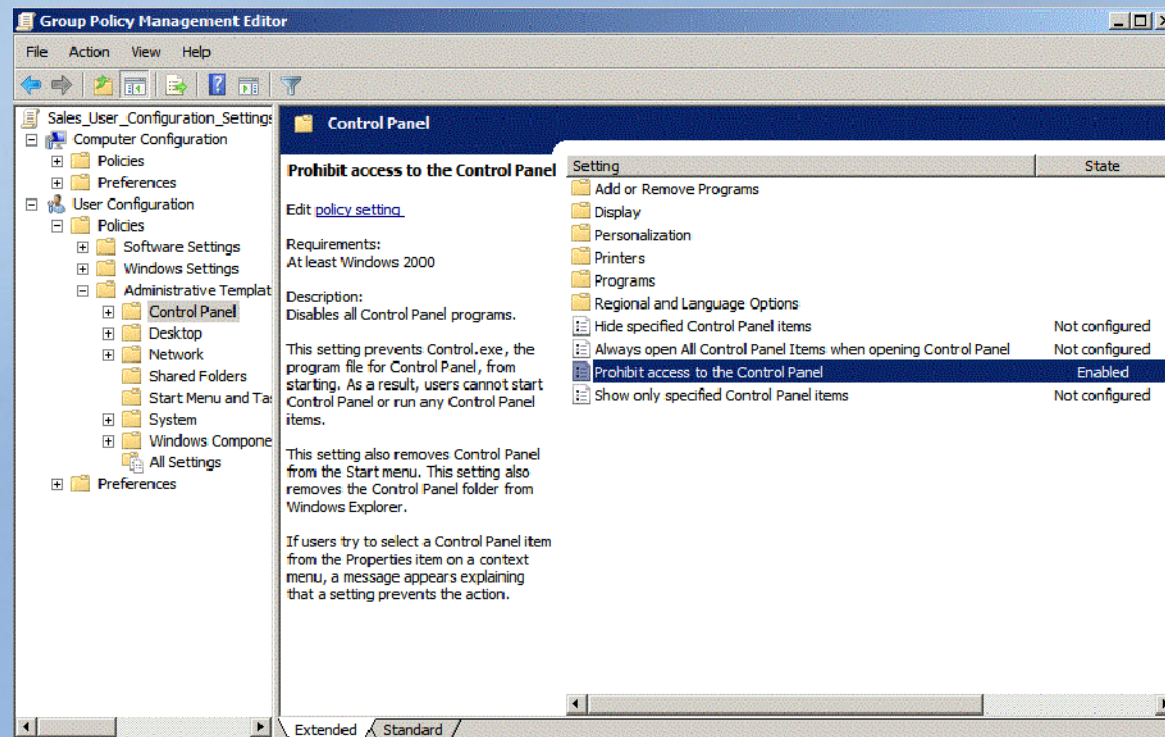 Group Policy Management Editor
File Action View Help
Sales_User_Configuration_Settings
Computer Configuration
Policies
Preferences
User Configuration
Policies
Software Settings
Windows Settings
Administrative Templat
Control Panel
Desktop
Network
Shared Folders
Start Menu and Ta
System
Windows Compone
All Settings
Preferences
Control Panel
Prohibit access to the Control Panel
Edit policy setting
Requirements:
At least Windows 2000
Description:
Disables all Control Panel programs.
This setting prevents Control.exe, the
program file for Control Panel, from
starting. As a result, users cannot start
Control Panel or run any Control Panel
items.
This setting also removes Control Panel
from the Start menu. This setting also
removes the Control Panel folder from
Windows Explorer.
If users try to select a Control Panel item
from the Properties item on a context
menu, a message appears explaining
that a setting prevents the action.
Setting State
Add or Remove Programs
Display
Personalization
Printers
Programs
Regional and Language Options
Hide specified Control Panel items Not configured
Always open All Control Panel Items when opening Control Panel Not configured
Prohibit access to the Control Panel Enabled
Show only specified Control Panel items Not configured
Extended Standard